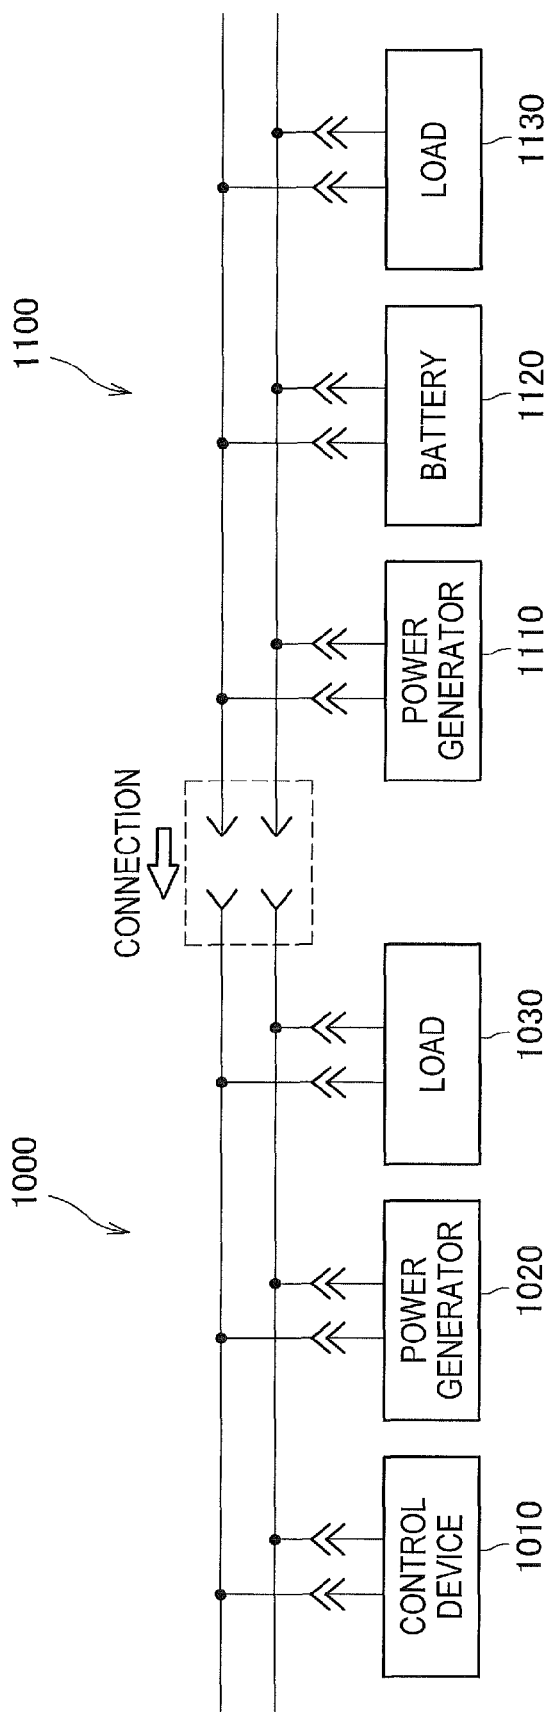 1000
1100
CONNECTION
CONTROL
DEVICE
POWER
GENERATOR
LOAD
POWER
GENERATOR
BATTERY
LOAD
1010
1020
1030
1110
1120
1130